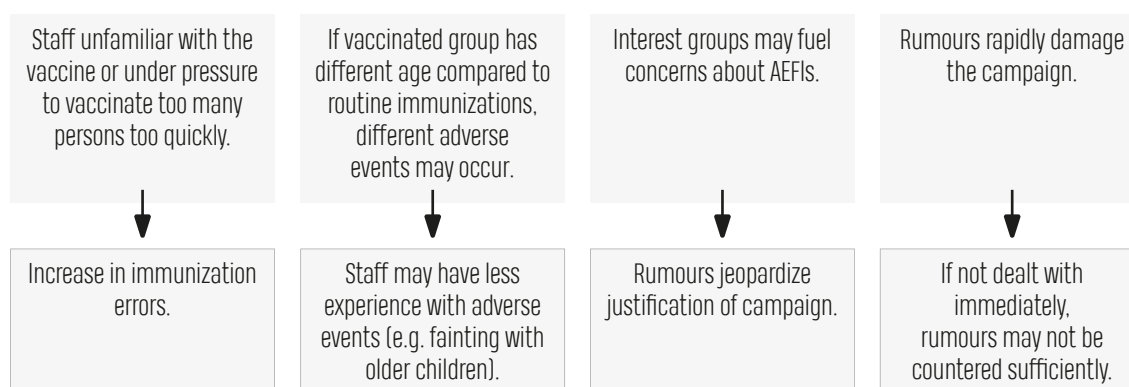 Staff unfamiliar with the
vaccine or under pressure
to vaccinate too many
persons too quickly.
If vaccinated group has
different age compared to
routine immunizations,
different adverse
events may occur.
Interest groups may fuel
concerns about AEFIs.
Rumours rapidly damage
the campaign.
Increase in immunization
errors.
Staff may have less
experience with adverse
events (e.g. fainting with
older children).
Rumours jeopardize
justification of campaign.
If not dealt with
immediately,
rumours may not be
countered sufficiently.